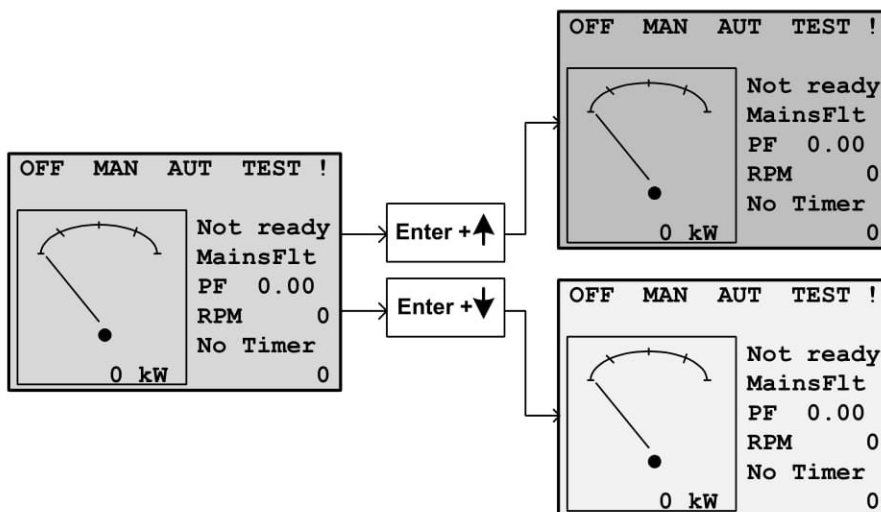 OFF MAN AUT TEST !
Not ready
MainsFlt
PF 0.00
RPM 0
No Timer
0 kW 0
Enter +
Enter +
OFF MAN AUT TEST !
Not ready
MainsFlt
PF 0.00
RPM 0
No Timer
0 kW 0
OFF MAN AUT TEST !
Not ready
MainsFlt
PF 0.00
RPM 0
No Timer
0 kW 0